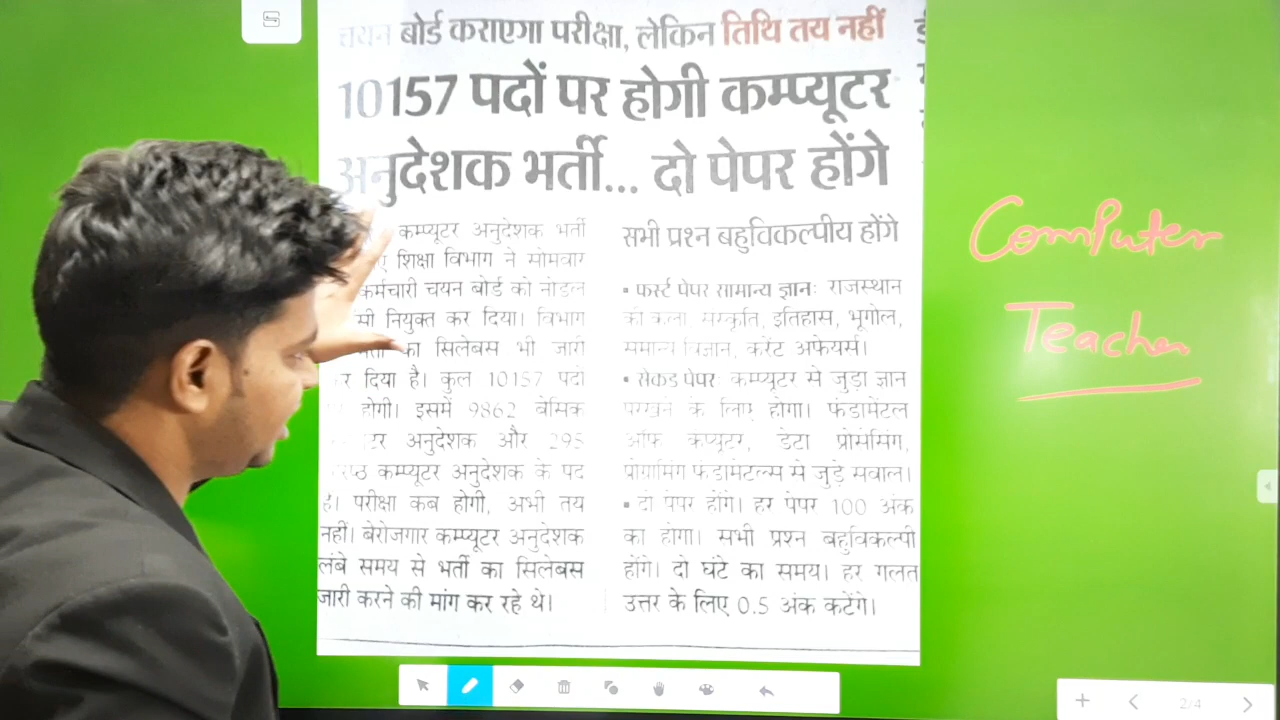 चयन बोर्ड कराएगा परीक्षा, लेकिन तिथि तय नहीं
10157 पदों पर होगी कम्प्यूटर
अनुदेशक भर्ती... दो पेपर होंगे
कम्प्यूटर अनुदेशक भर्ती
शिक्षा विभाग ने सोमवार
कर्मचारी चयन बोर्ड को नोडल
नियुक्त कर दिया। विभाग
का सिलेबस भी जारी
दिया है। कुल 10157 पदों
होगी। इसमें 9862 बेसिक
अनुदेशक और 295
कम्प्यूटर अनुदेशक के पद
हैं। परीक्षा कब होगी, अभी तय
नहीं। बेरोजगार कम्प्यूटर अनुदेशक
लंबे समय से भर्ती का सिलेबस
जारी करने की मांग कर रहे थे।
सभी प्रश्न बहुविकल्पीय होंगे
• फर्स्ट पेपर सामान्य ज्ञान: राजस्थान
की कला, संस्कृति, इतिहास, भूगोल,
समान्य विज्ञान, करेंट अफेयर्स।
• सेकंड पेपर: कम्प्यूटर से जुड़ा ज्ञान
परखने के लिए होगा। फंडामेंटल
ऑफ कंप्यूटर, डेटा प्रोसेसिंग,
प्रोग्रामिंग फंडामेंटल्स से जुड़े सवाल।
• दो पेपर होंगे। हर पेपर 100 अंक
का होगा। सभी प्रश्न बहुविकल्पी
होंगे। दो घंटे का समय। हर गलत
उत्तर के लिए 0.5 अंक कटेंगे।
Computer
Teacher
2/4